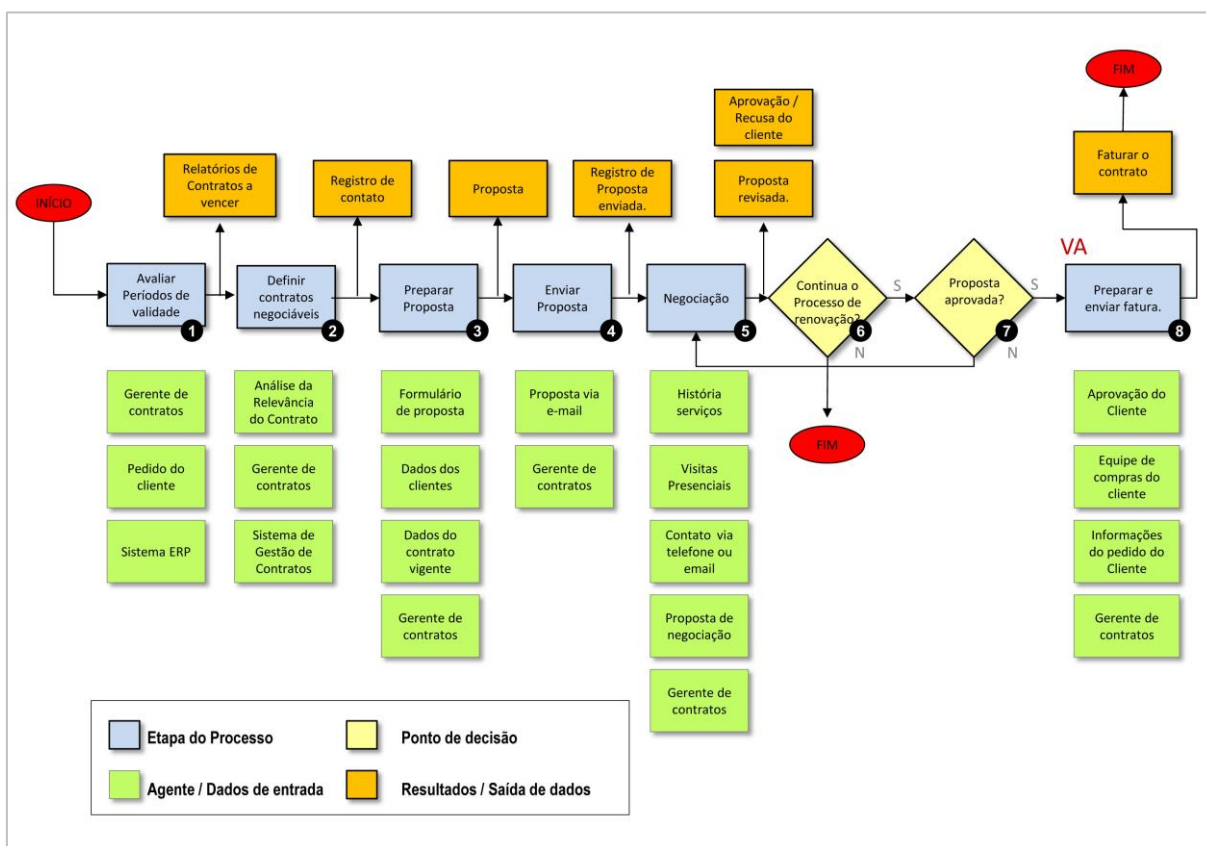 FIM
Aprovação /
Recusa do
cliente
Faturar o
contrato
Relatórios de
Contratos a
vencer
Registro de
contato
Proposta
Registro de
Proposta
enviada.
Proposta
revisada.
INÍCIO
VA
Avaliar
Períodos de
validade
1
Definir
contratos
negociáveis
2
Preparar
Proposta
3
Enviar
Proposta
4
Negociação
5
Continua o
Processo de
renovação?
6
S
N
Proposta
aprovada?
7
S
N
Preparar e
enviar fatura.
8
FIM
Gerente de
contratos
Pedido do
cliente
Sistema ERP
Análise da
Relevância
do Contrato
Gerente de
contratos
Sistema de
Gestão de
Contratos
Formulário
de proposta
Dados dos
clientes
Dados do
contrato
vigente
Gerente de
contratos
Proposta via
e-mail
Gerente de
contratos
História
serviços
Visitas
Presenciais
Contato via
telefone ou
email
Proposta de
negociação
Gerente de
contratos
Aprovação do
Cliente
Equipe de
compras do
cliente
Informações
do pedido do
Cliente
Gerente de
contratos
Etapa do Processo
Ponto de decisão
Agente / Dados de entrada
Resultados / Saída de dados